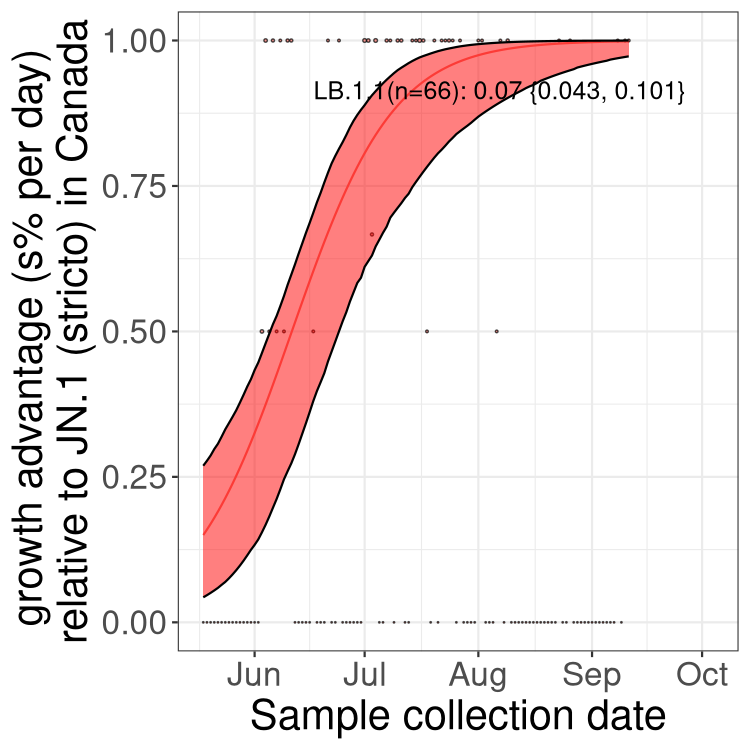 growth advantage (s% per day)
relative to JN.1 (stricto) in Canada
1.00
0.75
0.50
0.25
0.00
LB.1.1(n=66): 0.07 {0.043, 0.101}
Jun Jul Aug Sep Oct
Sample collection date